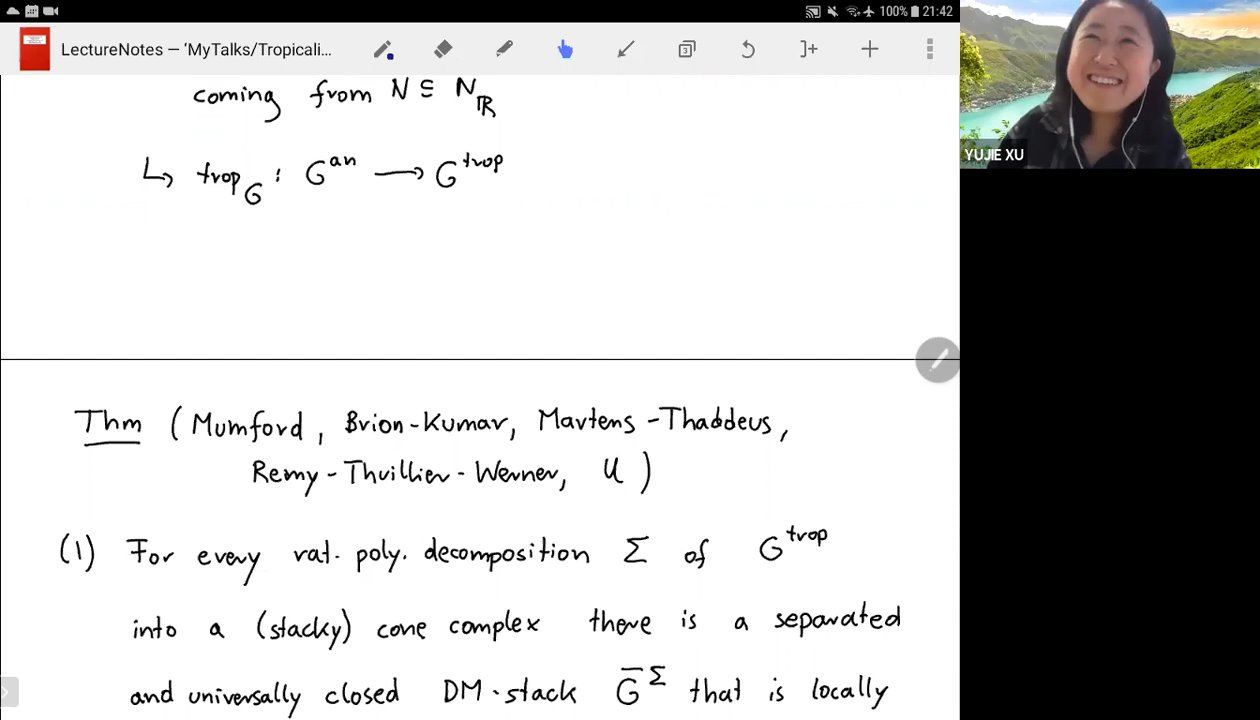 100% 21:42
LectureNotes – ‘MyTalks/Tropicali...
3
YUJIE XU
coming from N ⊆ N_ℝ
↳ trop_G : G^an → G^trop
Thm (Mumford, Brion-Kumar, Martens-Thaddeus,
Remy-Thuillier-Werner, U)
(1) For every rat. poly. decomposition Σ of G^trop
into a (stacky) cone complex there is a separated
and universally closed DM-stack G̅^Σ that is locally